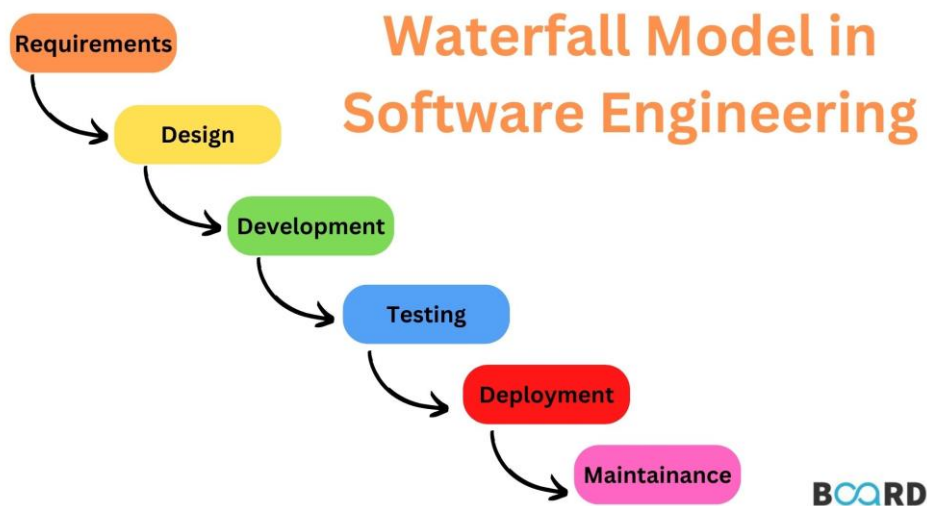 Waterfall Model in
Software Engineering
Requirements
Design
Development
Testing
Deployment
Maintainance
BOARD